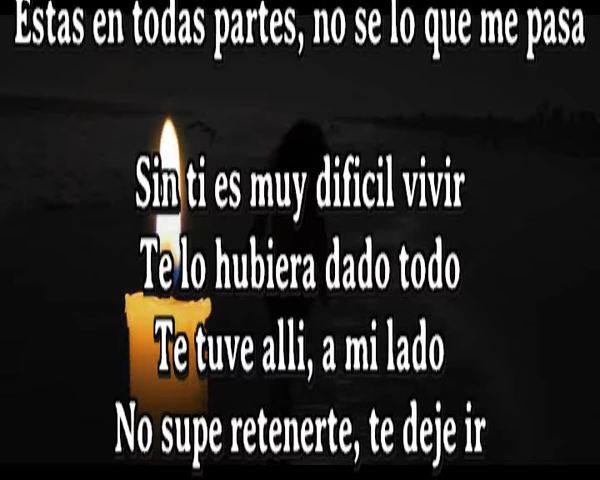 Estas en todas partes, no se lo que me pasa
Sin ti es muy dificil vivir
Te lo hubiera dado todo
Te tuve alli, a mi lado
No supe retenerte, te deje ir